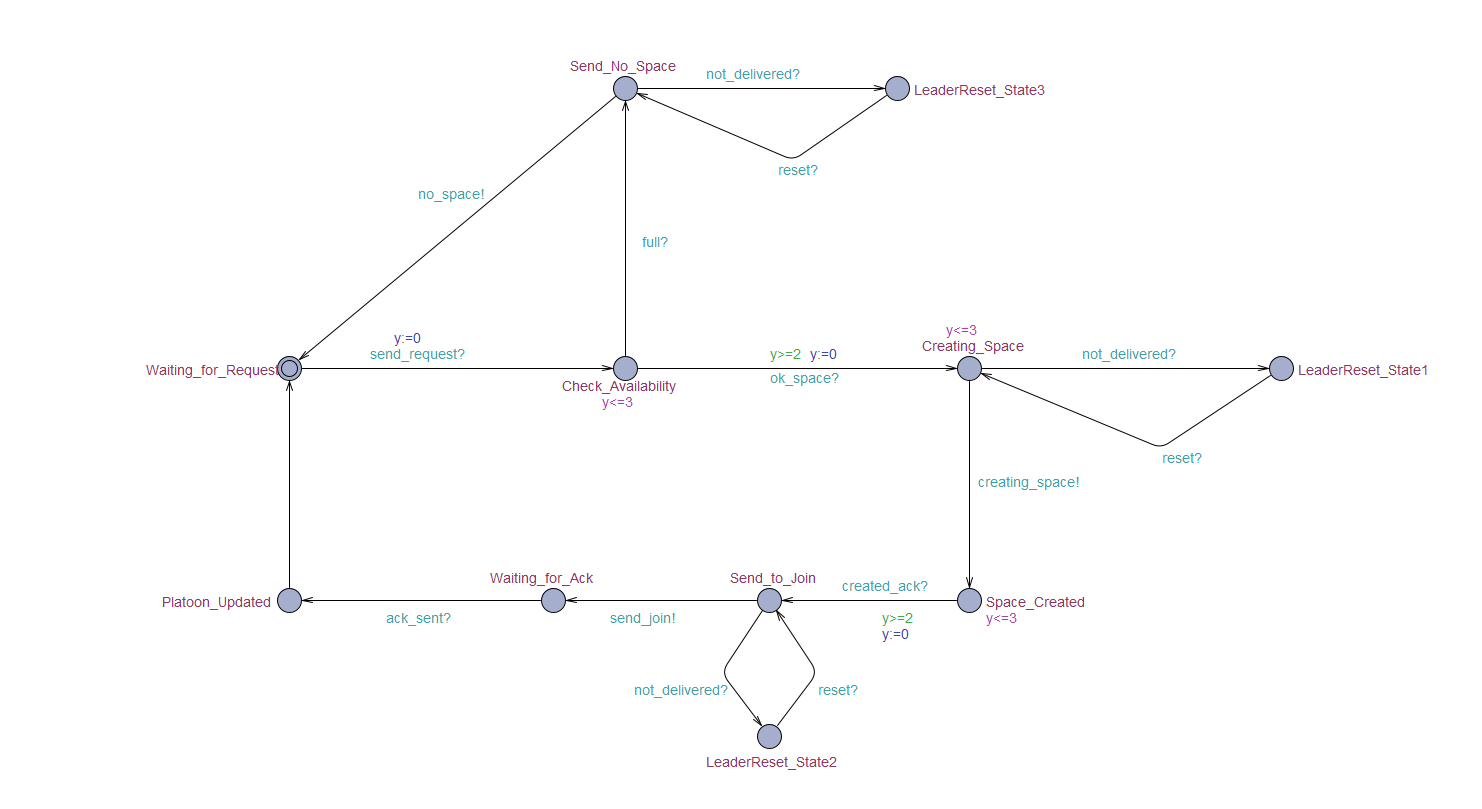 Send_No_Space
not_delivered?
LeaderReset_State3
reset?
no_space!
full?
y:=0
send_request?
Waiting_for_Request
Check_Availability
y<=3
y>=2 y:=0
ok_space?
y<=3
Creating_Space
not_delivered?
LeaderReset_State1
reset?
creating_space!
Waiting_for_Ack
Send_to_Join
created_ack?
Platoon_Updated
Space_Created
y<=3
ack_sent?
send_join!
y>=2
y:=0
not_delivered?
reset?
LeaderReset_State2